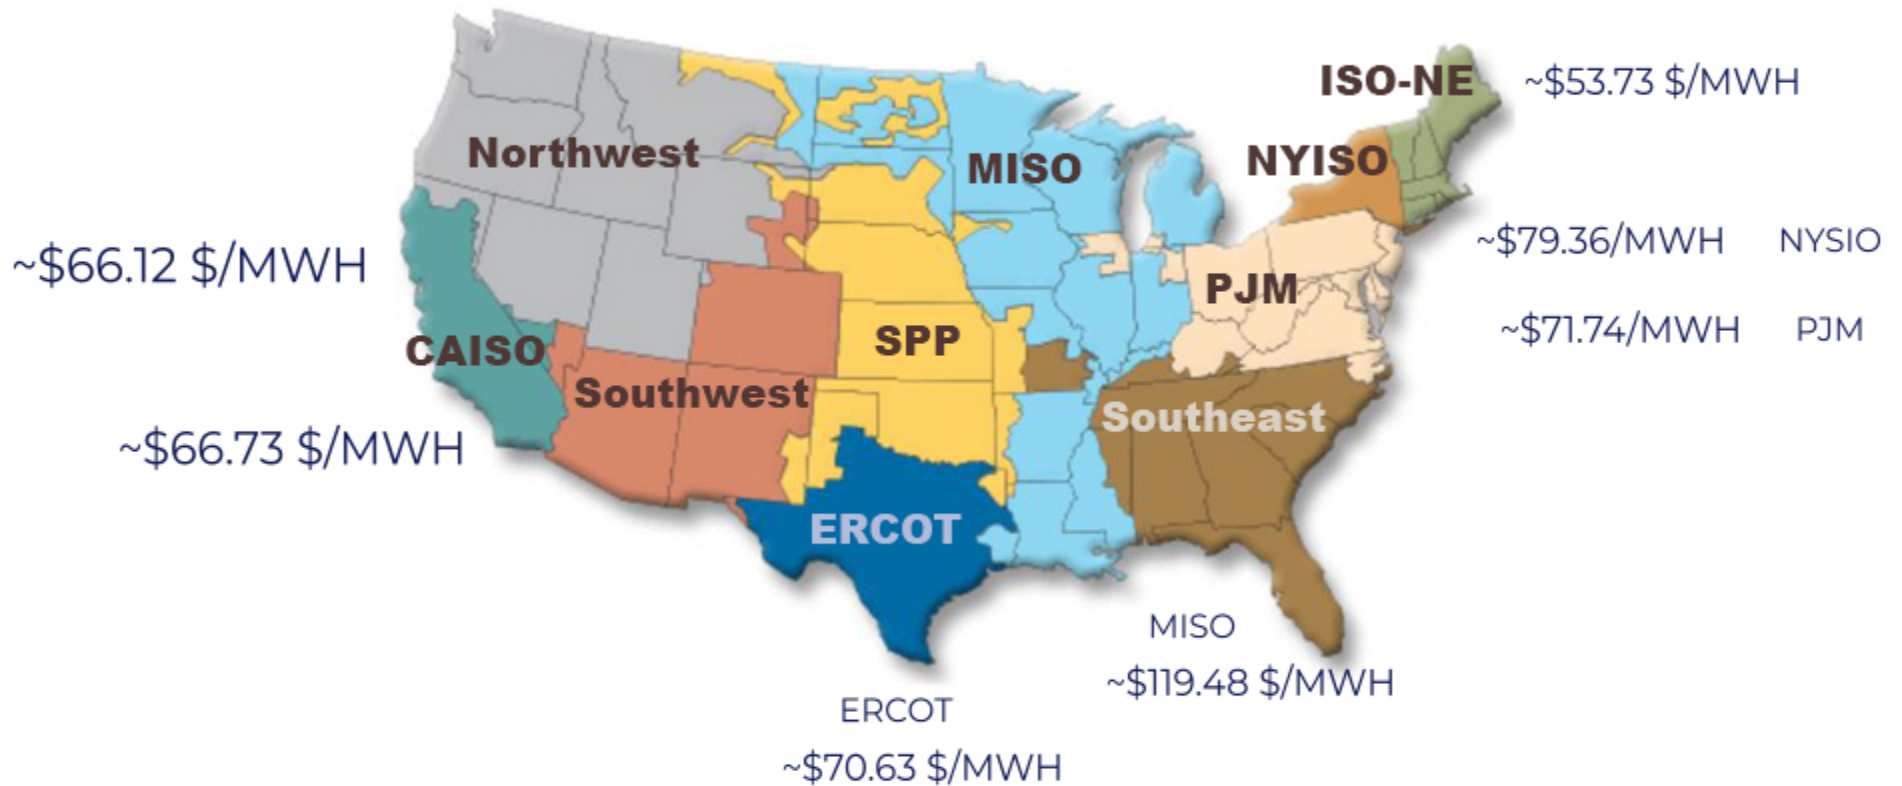 ISO-NE
~$53.73 $/MWH
Northwest
MISO
NYISO
~$66.12 $/MWH
~$79.36/MWH NYSIO
PJM
~$71.74/MWH PJM
CAISO
SPP
Southwest
Southeast
~$66.73 $/MWH
ERCOT
MISO
~$119.48 $/MWH
ERCOT
~$70.63 $/MWH